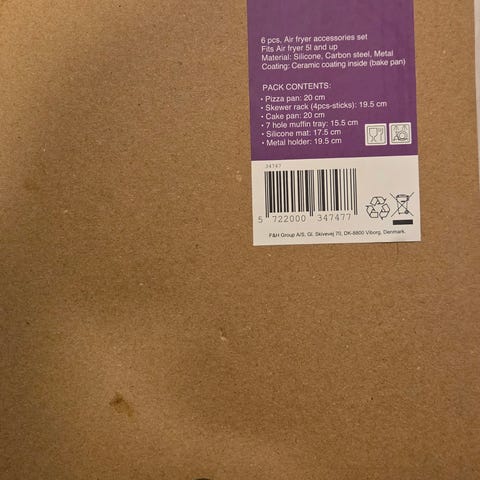 6 pcs, Air fryer accessories set
Fits Air fryer 5l and up
Material: Silicone, Carbon steel, Metal
Coating: Ceramic coating inside (bake pan)
PACK CONTENTS:
• Pizza pan: 20 cm
• Skewer rack (4pcs-sticks): 19.5 cm
• Cake pan: 20 cm
• 7 hole muffin tray: 15.5 cm
• Silicone mat: 17.5 cm
• Metal holder: 19.5 cm
34747
5 722000 347477
F&H Group A/S, Gl. Skivevej 70, DK-8800 Viborg, Denmark.